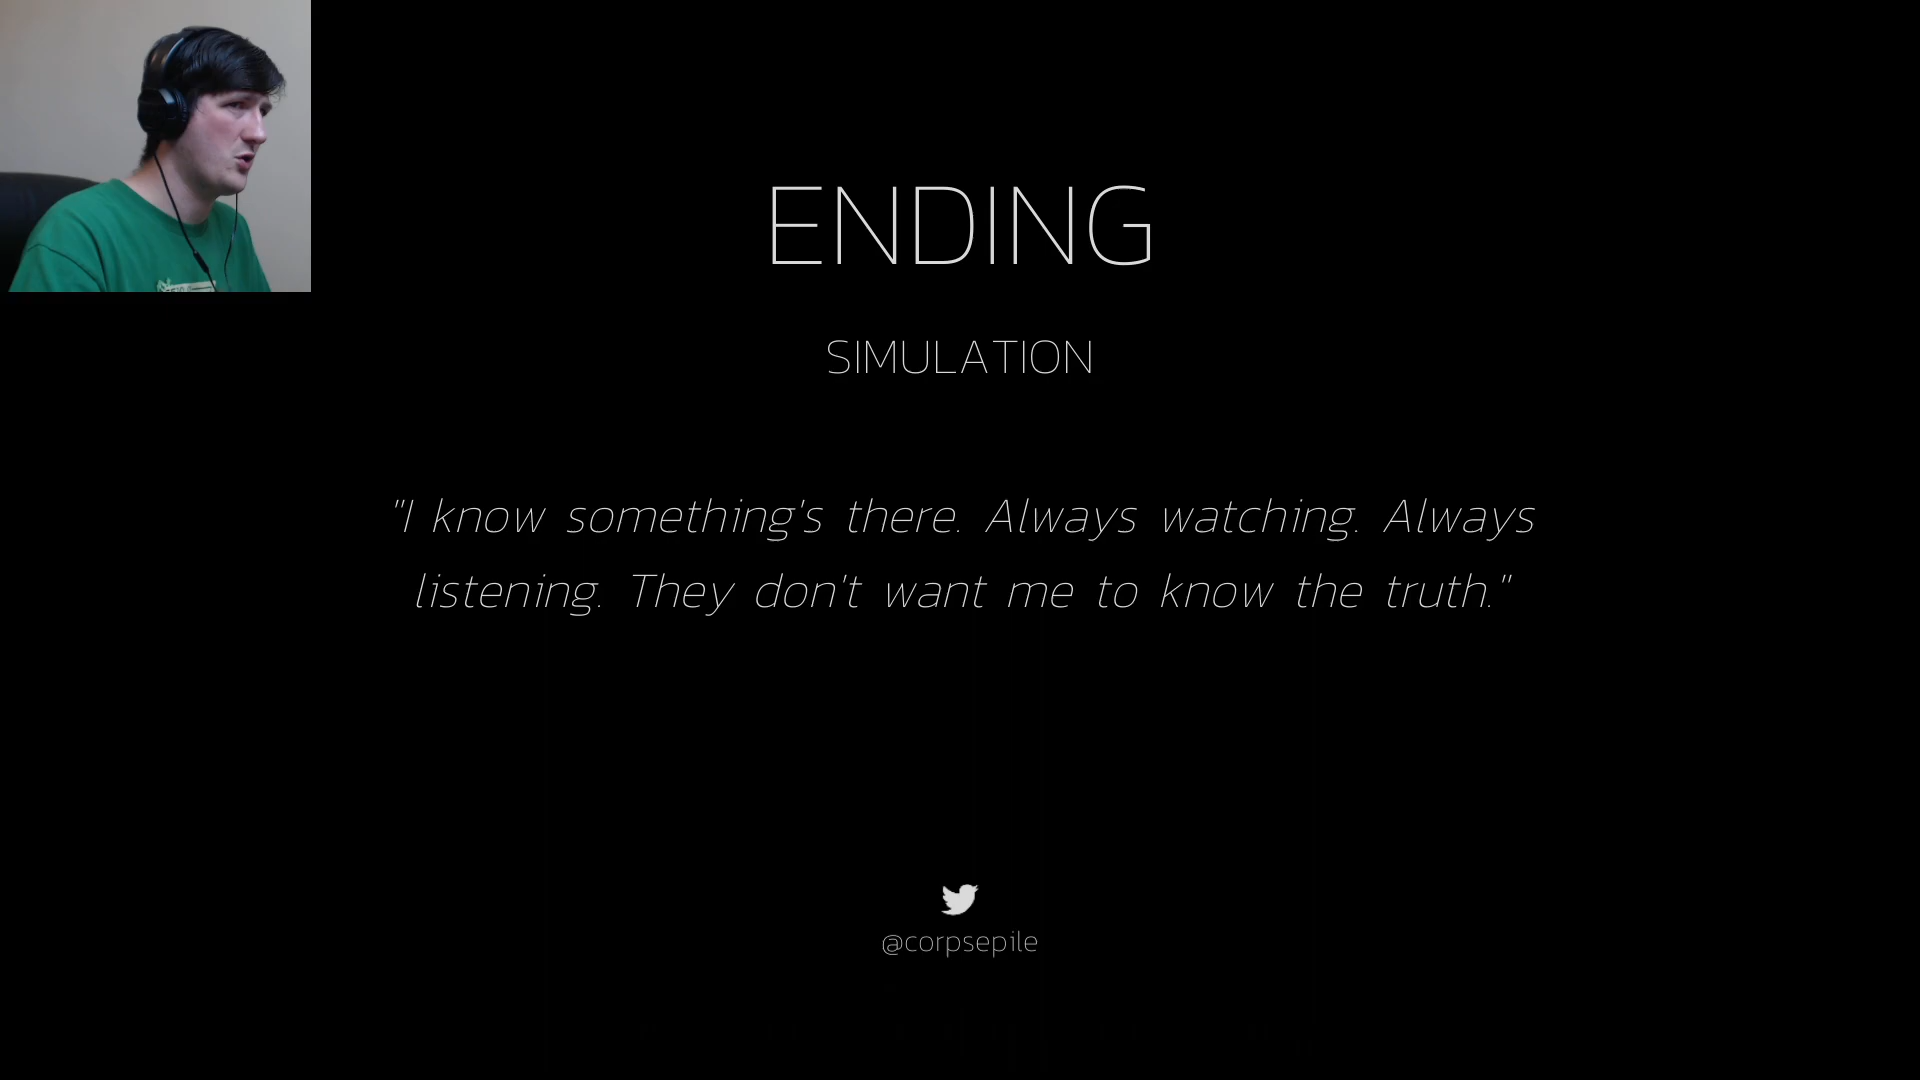 ENDING
SIMULATION
"I know something's there. Always watching. Always
listening. They don't want me to know the truth."
@corpsepile